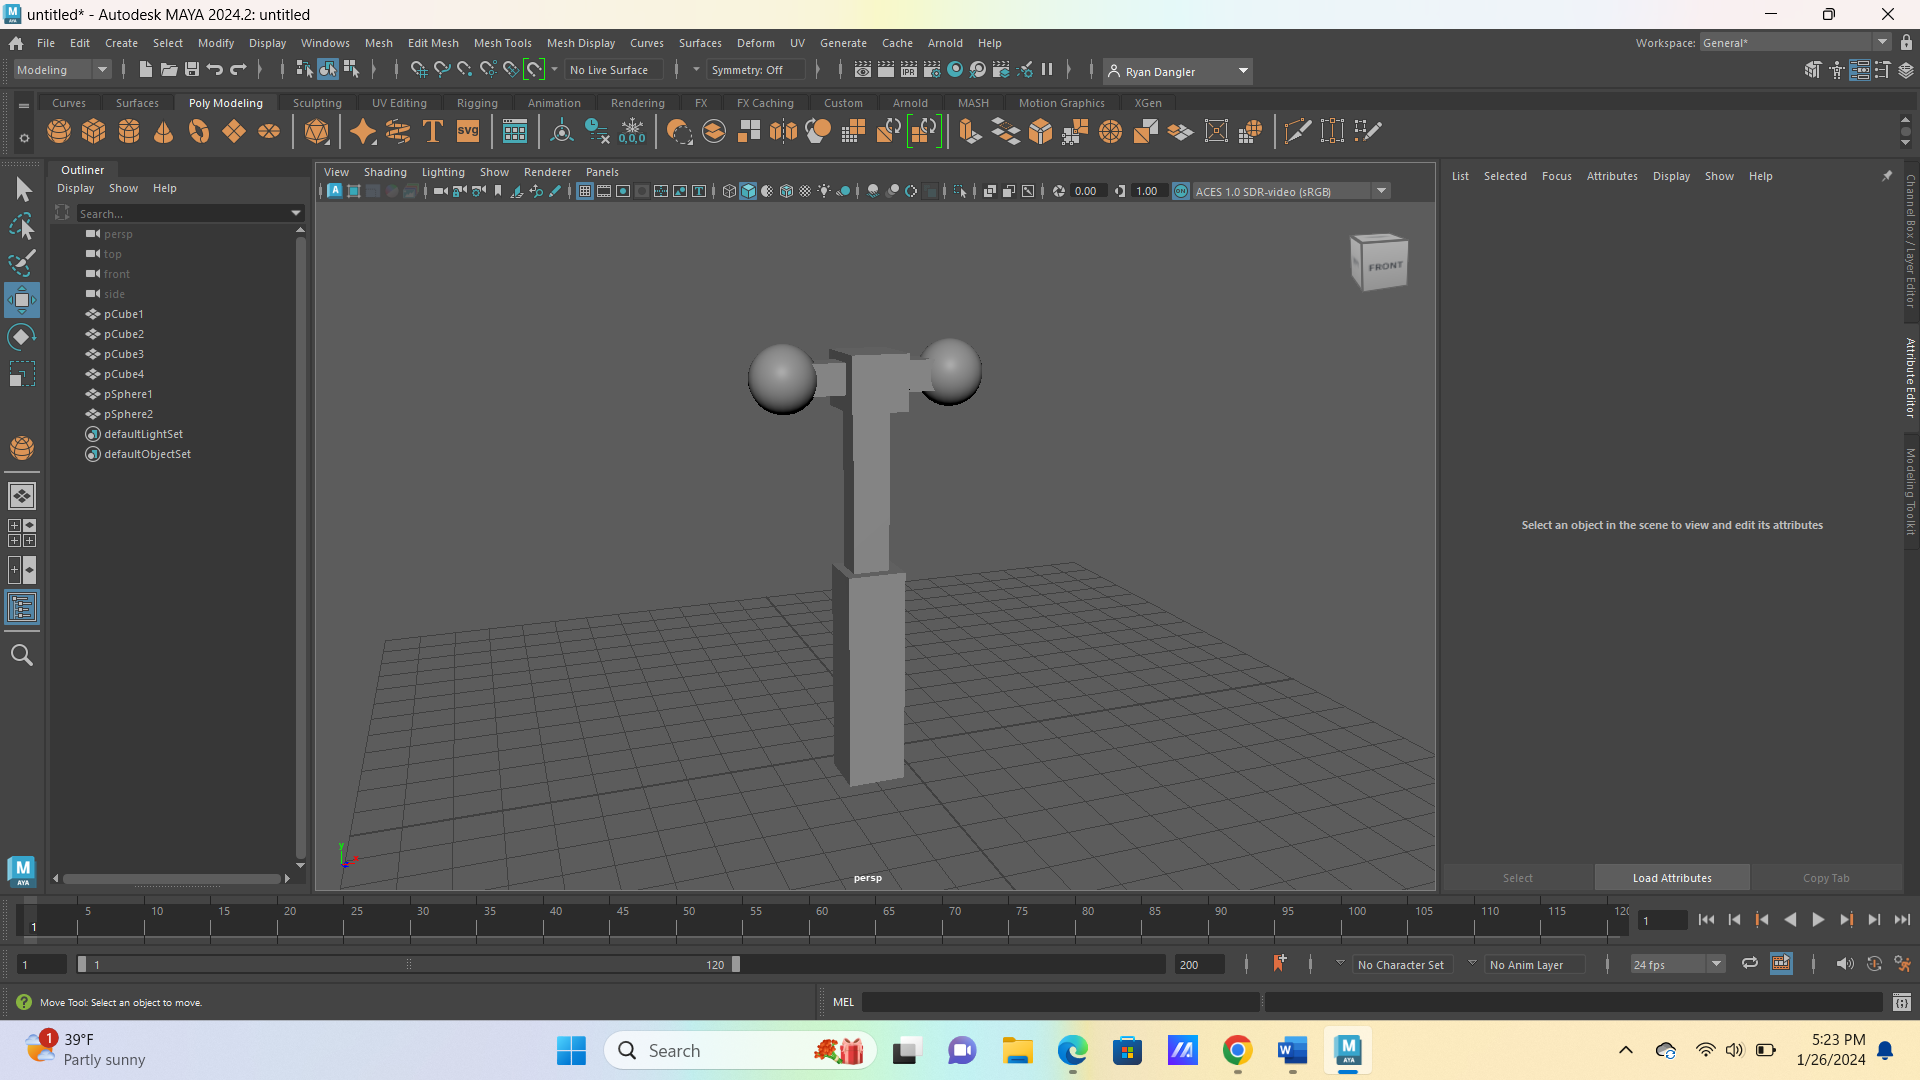 untitled* - Autodesk MAYA 2024.2: untitled
File Edit Create Select Modify Display Windows Mesh Edit Mesh Mesh Tools Mesh Display Curves Surfaces Deform UV Generate Cache Arnold Help
Workspace: General*
Modeling No Live Surface Symmetry: Off IPR Ryan Dangler
Curves Surfaces Poly Modeling Sculpting UV Editing Rigging Animation Rendering FX FX Caching Custom Arnold MASH Motion Graphics XGen
T SVG 0,0,0
Outliner
Display Show Help
Search...
persp
top
front
side
pCube1
pCube2
pCube3
pCube4
pSphere1
pSphere2
defaultLightSet
defaultObjectSet
View Shading Lighting Show Renderer Panels
0.00 1.00 ON ACES 1.0 SDR-video (sRGB)
FRONT
y
x
persp
List Selected Focus Attributes Display Show Help
Select an object in the scene to view and edit its attributes
Select Load Attributes Copy Tab
Channel Box / Layer Editor
Attribute Editor
Modeling Toolkit
M
AYA
5 10 15 20 25 30 35 40 45 50 55 60 65 70 75 80 85 90 95 100 105 110 115 120
1
1
1 1 120 200 No Character Set No Anim Layer 24 fps
Move Tool: Select an object to move.
MEL
1
39°F
Partly sunny
Search
5:23 PM
1/26/2024